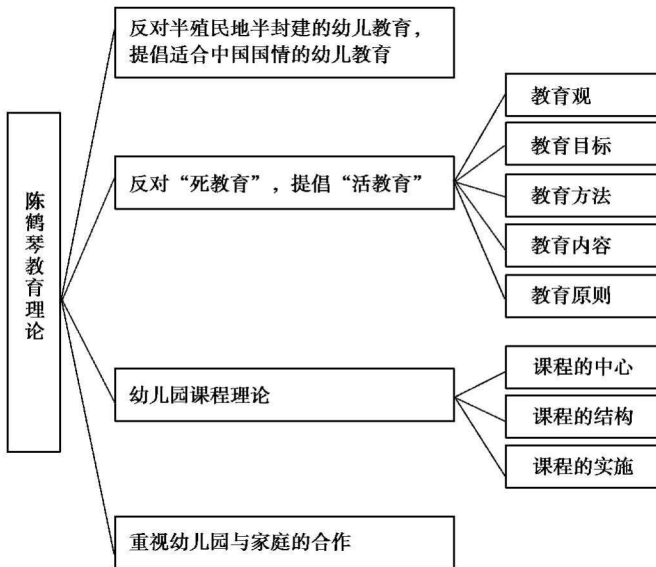 陈鹤琴教育理论
反对半殖民地半封建的幼儿教育，
提倡适合中国国情的幼儿教育
反对“死教育”，提倡“活教育”
教育观
教育目标
教育方法
教育内容
教育原则
幼儿园课程理论
课程的中心
课程的结构
课程的实施
重视幼儿园与家庭的合作